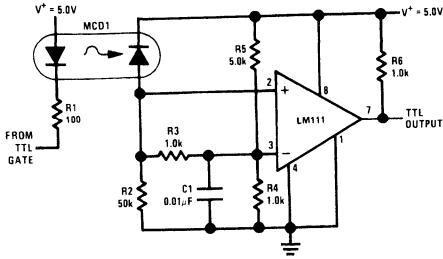 V⁺ = 5.0V
MCD1
V⁺ = 5.0V
R5
5.0k
R6
1.0k
2
+
8
R1
100
LM111
7
TTL
OUTPUT
FROM
TTL
GATE
R3
1.0k
3
−
1
4
R2
50k
C1
0.01μF
R4
1.0k